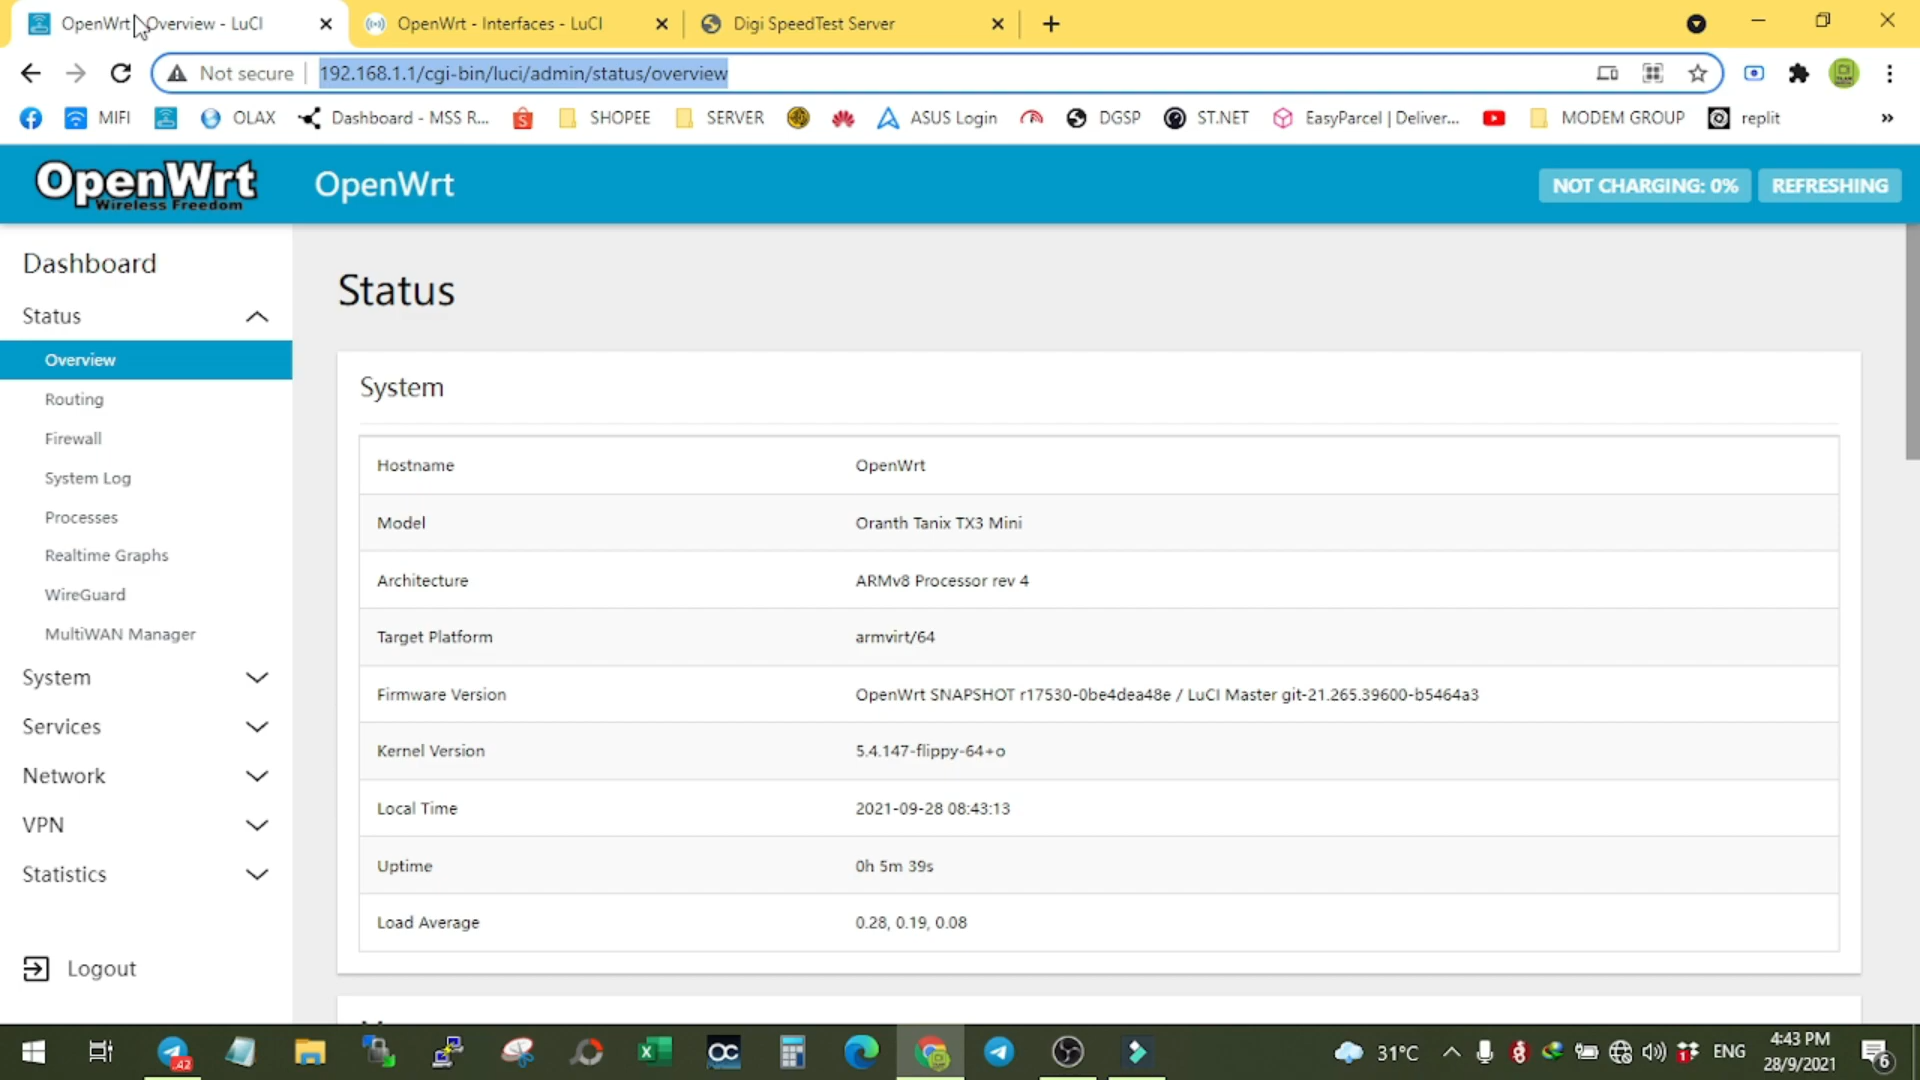 OpenWrt - Overview - LuCI
OpenWrt - Interfaces - LuCI
Digi SpeedTest Server
Not secure
192.168.1.1/cgi-bin/luci/admin/status/overview
MIFI
OLAX
Dashboard - MSS R...
SHOPEE
SERVER
ASUS Login
DGSP
ST.NET
EasyParcel | Deliver...
MODEM GROUP
replit
OpenWrt
Wireless Freedom
OpenWrt
NOT CHARGING: 0%
REFRESHING
Dashboard
Status
Overview
Routing
Firewall
System Log
Processes
Realtime Graphs
WireGuard
MultiWAN Manager
System
Services
Network
VPN
Statistics
Logout
Status
System
Hostname OpenWrt
Model Oranth Tanix TX3 Mini
Architecture ARMv8 Processor rev 4
Target Platform armvirt/64
Firmware Version OpenWrt SNAPSHOT r17530-0be4dea48e / LuCI Master git-21.265.39600-b5464a3
Kernel Version 5.4.147-flippy-64+o
Local Time 2021-09-28 08:43:13
Uptime 0h 5m 39s
Load Average 0.28, 0.19, 0.08
42
31°C
ENG
4:43 PM
28/9/2021
6